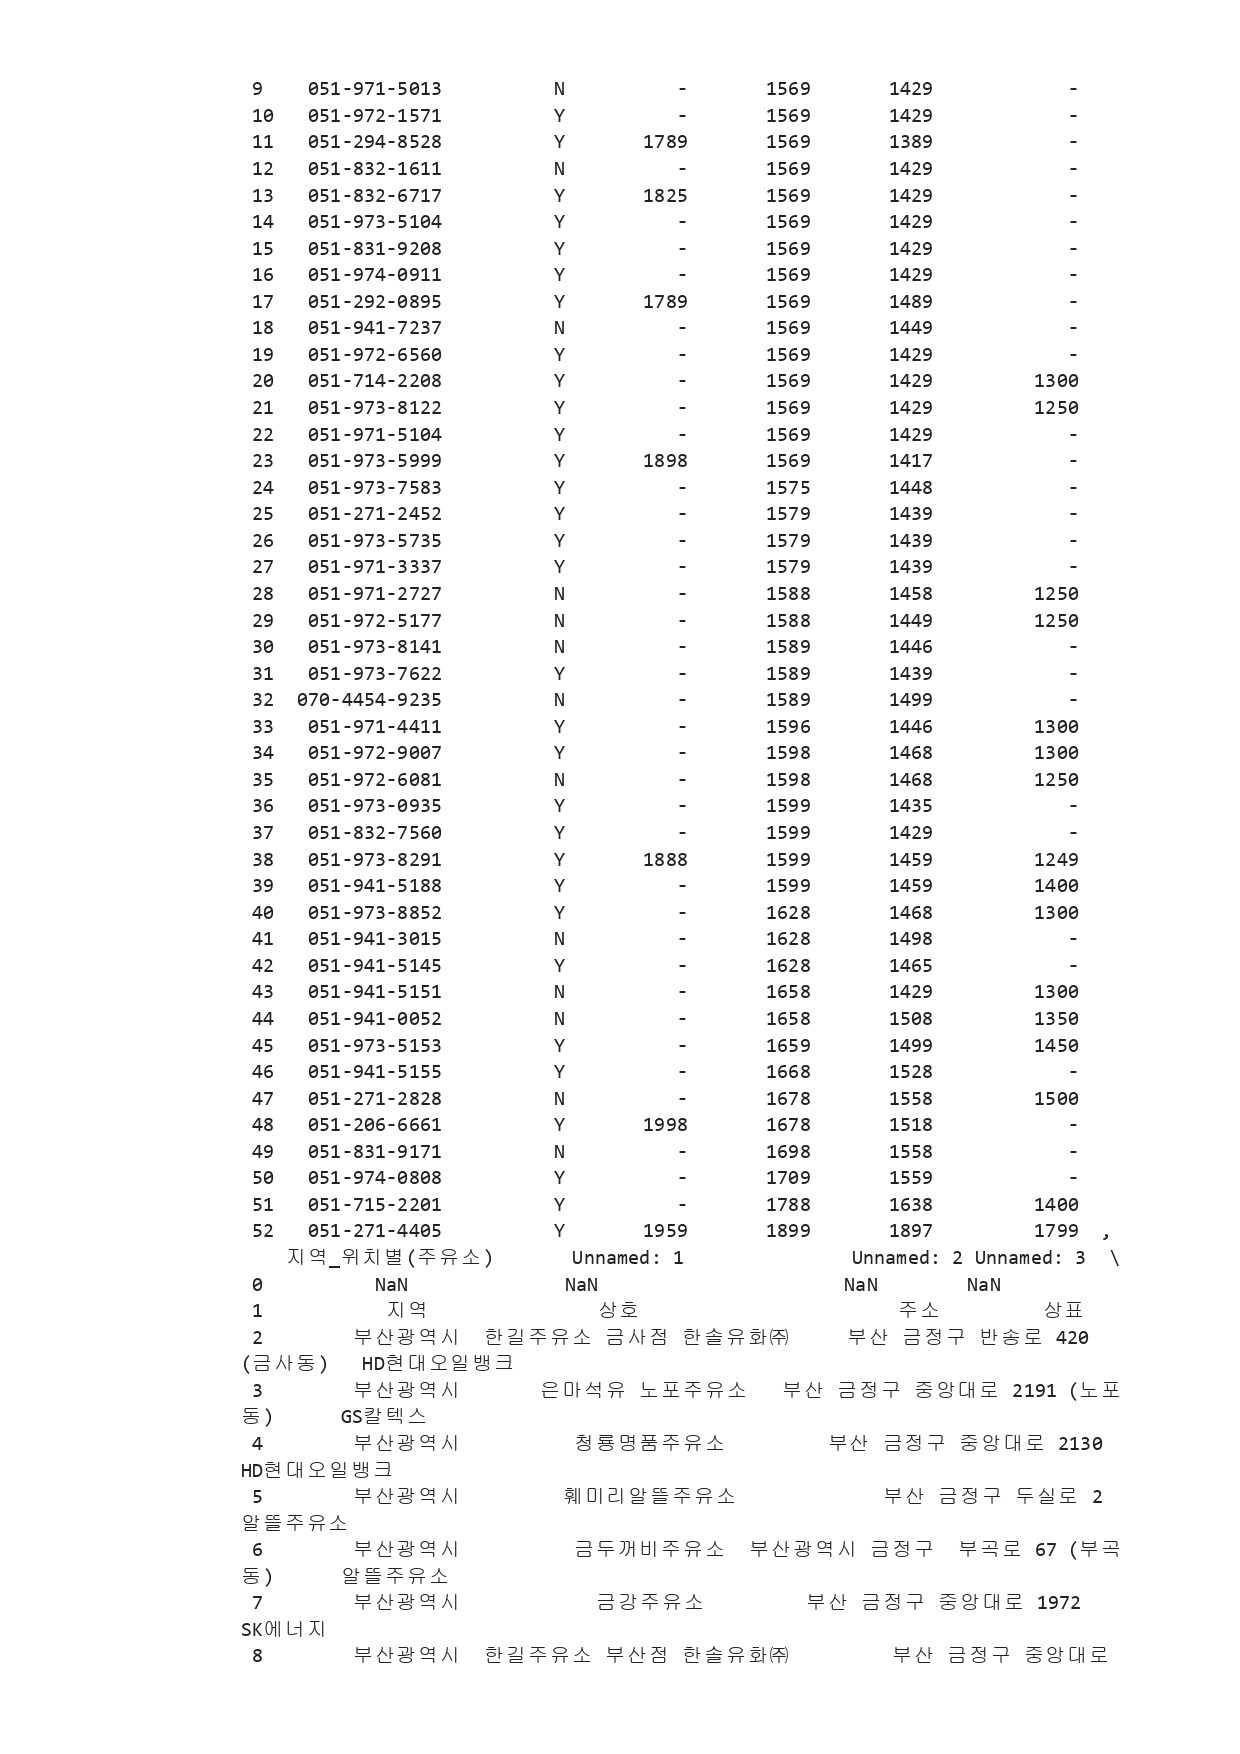 9 051-971-5013 N - 1569 1429 -
10 051-972-1571 Y - 1569 1429 -
11 051-294-8528 Y 1789 1569 1389 -
12 051-832-1611 N - 1569 1429 -
13 051-832-6717 Y 1825 1569 1429 -
14 051-973-5104 Y - 1569 1429 -
15 051-831-9208 Y - 1569 1429 -
16 051-974-0911 Y - 1569 1429 -
17 051-292-0895 Y 1789 1569 1489 -
18 051-941-7237 N - 1569 1449 -
19 051-972-6560 Y - 1569 1429 -
20 051-714-2208 Y - 1569 1429 1300
21 051-973-8122 Y - 1569 1429 1250
22 051-971-5104 Y - 1569 1429 -
23 051-973-5999 Y 1898 1569 1417 -
24 051-973-7583 Y - 1575 1448 -
25 051-271-2452 Y - 1579 1439 -
26 051-973-5735 Y - 1579 1439 -
27 051-971-3337 Y - 1579 1439 -
28 051-971-2727 N - 1588 1458 1250
29 051-972-5177 N - 1588 1449 1250
30 051-973-8141 N - 1589 1446 -
31 051-973-7622 Y - 1589 1439 -
32 070-4454-9235 N - 1589 1499 -
33 051-971-4411 Y - 1596 1446 1300
34 051-972-9007 Y - 1598 1468 1300
35 051-972-6081 N - 1598 1468 1250
36 051-973-0935 Y - 1599 1435 -
37 051-832-7560 Y - 1599 1429 -
38 051-973-8291 Y 1888 1599 1459 1249
39 051-941-5188 Y - 1599 1459 1400
40 051-973-8852 Y - 1628 1468 1300
41 051-941-3015 N - 1628 1498 -
42 051-941-5145 Y - 1628 1465 -
43 051-941-5151 N - 1658 1429 1300
44 051-941-0052 N - 1658 1508 1350
45 051-973-5153 Y - 1659 1499 1450
46 051-941-5155 Y - 1668 1528 -
47 051-271-2828 N - 1678 1558 1500
48 051-206-6661 Y 1998 1678 1518 -
49 051-831-9171 N - 1698 1558 -
50 051-974-0808 Y - 1709 1559 -
51 051-715-2201 Y - 1788 1638 1400
52 051-271-4405 Y 1959 1899 1897 1799 ,
지역_위치별(주유소) Unnamed: 1 Unnamed: 2 Unnamed: 3 \
0 NaN NaN NaN NaN
1 지역 상호 주소 상표
2 부산광역시 한길주유소 금사점 한솔유화㈜ 부산 금정구 반송로 420
(금사동) HD현대오일뱅크
3 부산광역시 은마석유 노포주유소 부산 금정구 중앙대로 2191 (노포
동) GS칼텍스
4 부산광역시 청룡명품주유소 부산 금정구 중앙대로 2130
HD현대오일뱅크
5 부산광역시 훼미리알뜰주유소 부산 금정구 두실로 2
알뜰주유소
6 부산광역시 금두꺼비주유소 부산광역시 금정구 부곡로 67 (부곡
동) 알뜰주유소
7 부산광역시 금강주유소 부산 금정구 중앙대로 1972
SK에너지
8 부산광역시 한길주유소 부산점 한솔유화㈜ 부산 금정구 중앙대로